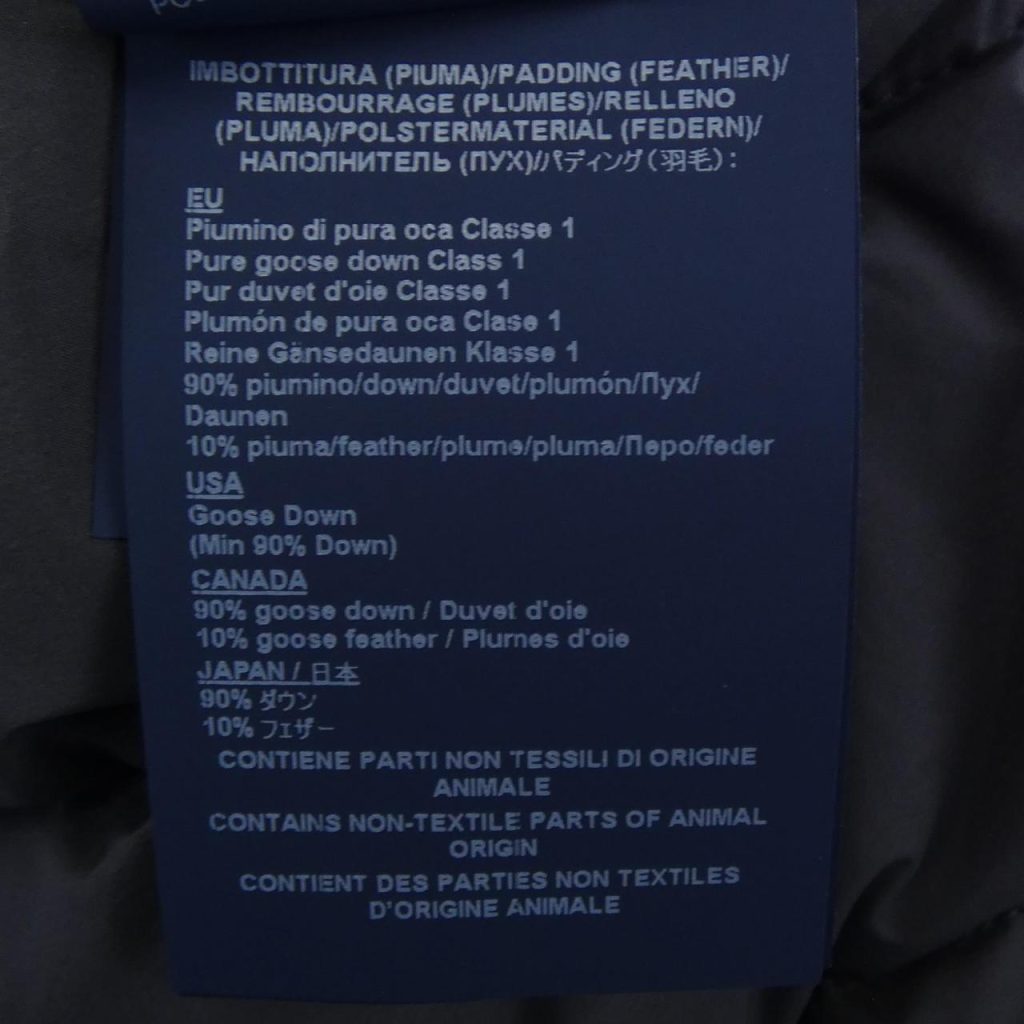 IMBOTTITURA (PIUMA)/PADDING (FEATHER)/
REMBOURRAGE (PLUMES)/RELLENO
(PLUMA)/POLSTERMATERIAL (FEDERN)/
НАПОЛНИТЕЛЬ (ПУХ)/パディング(羽毛):
EU
Piumino di pura oca Classe 1
Pure goose down Class 1
Pur duvet d'oie Classe 1
Plumón de pura oca Clase 1
Reine Gänsedaunen Klasse 1
90% piumino/down/duvet/plumón/Пух/
Daunen
10% piuma/feather/plume/pluma/Перо/feder
USA
Goose Down
(Min 90% Down)
CANADA
90% goose down / Duvet d'oie
10% goose feather / Plumes d'oie
JAPAN / 日本
90% ダウン
10% フェザー
CONTIENE PARTI NON TESSILI DI ORIGINE
ANIMALE
CONTAINS NON-TEXTILE PARTS OF ANIMAL
ORIGIN
CONTIENT DES PARTIES NON TEXTILES
D'ORIGINE ANIMALE